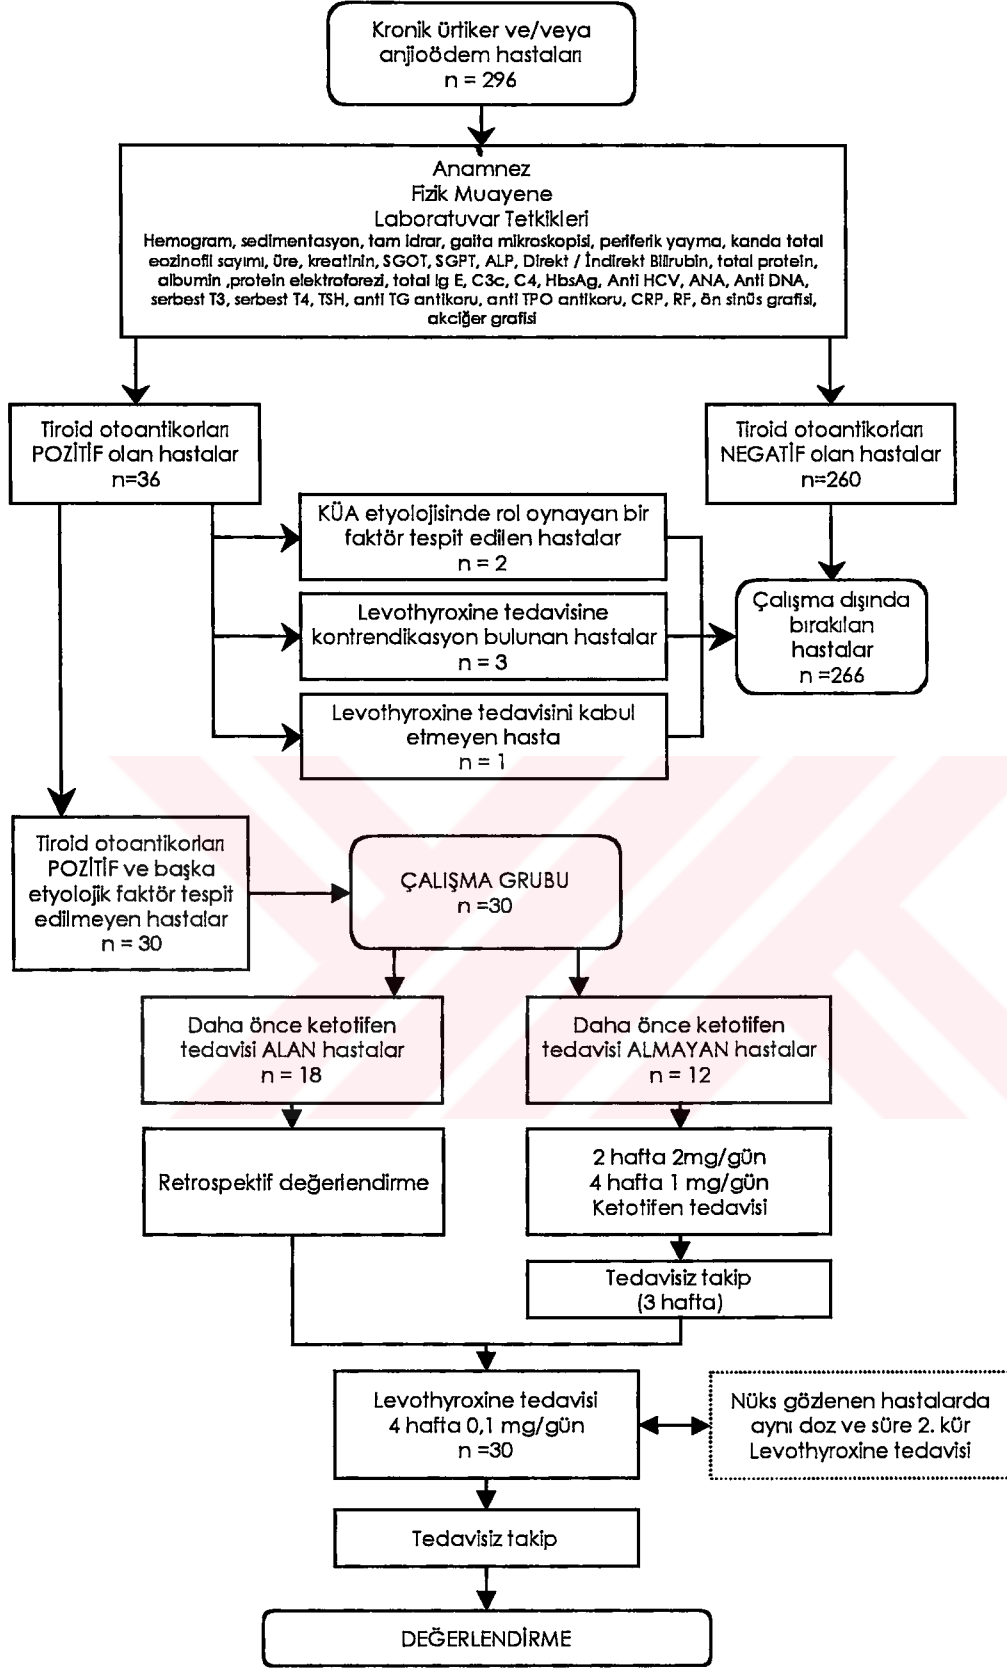 Kronik ürtiker ve/veya
anjioödem hastaları
n = 296
Anamnez
Fizik Muayene
Laboratuvar Tetkikleri
Hemogram, sedimentasyon, tam idrar, gaita mikroskopisi, periferik yayma, kanda total
eozinofil sayımı, üre, kreatinin, SGOT, SGPT, ALP, Direkt / İndirekt Bilirubin, total protein,
albumin ,protein elektroforezi, total Ig E, C3c, C4, HbsAg, Anti HCV, ANA, Anti DNA,
serbest T3, serbest T4, TSH, anti TG antikoru, anti TPO antikoru, CRP, RF, ön sinüs grafisi,
akciğer grafisi
Tiroid otoantikorları
POZİTİF olan hastalar
n=36
Tiroid otoantikorları
NEGATİF olan hastalar
n=260
KÜA etyolojisinde rol oynayan bir
faktör tespit edilen hastalar
n = 2
Levothyroxine tedavisine
kontrendikasyon bulunan hastalar
n = 3
Levothyroxine tedavisini kabul
etmeyen hasta
n = 1
Çalışma dışında
bırakılan
hastalar
n =266
Tiroid otoantikorları
POZİTİF ve başka
etyolojik faktör tespit
edilmeyen hastalar
n = 30
ÇALIŞMA GRUBU
n =30
Daha önce ketotifen
tedavisi ALAN hastalar
n = 18
Daha önce ketotifen
tedavisi ALMAYAN hastalar
n = 12
Retrospektif değerlendirme
2 hafta 2mg/gün
4 hafta 1 mg/gün
Ketotifen tedavisi
Tedavisiz takip
(3 hafta)
Levothyroxine tedavisi
4 hafta 0,1 mg/gün
n =30
Nüks gözlenen hastalarda
aynı doz ve süre 2. kür
Levothyroxine tedavisi
Tedavisiz takip
DEĞERLENDİRME